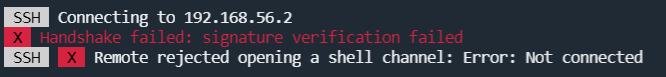 SSH Connecting to 192.168.56.2
X Handshake failed: signature verification failed
SSH X Remote rejected opening a shell channel: Error: Not connected